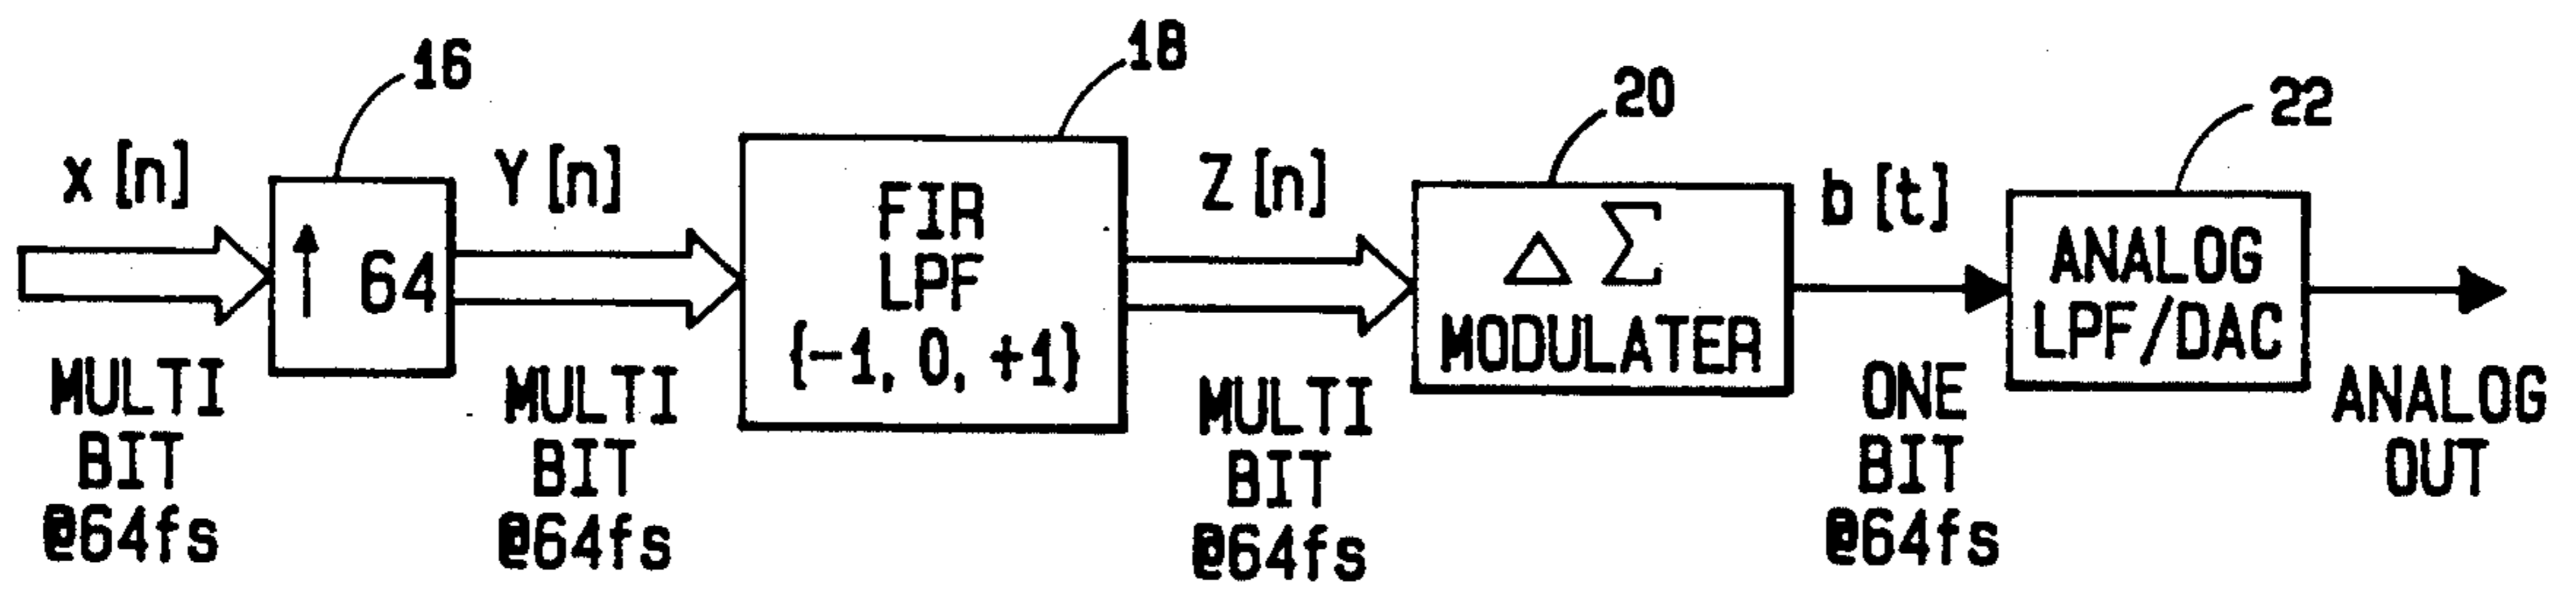 16
18
20
22
x [n]
Y [n]
Z [n]
b [t]
↑ 64
FIR
LPF
{-1, 0, +1}
Δ Σ
MODULATER
ANALOG
LPF/DAC
MULTI
BIT
@64fs
MULTI
BIT
@64fs
MULTI
BIT
@64fs
ONE
BIT
@64fs
ANALOG
OUT